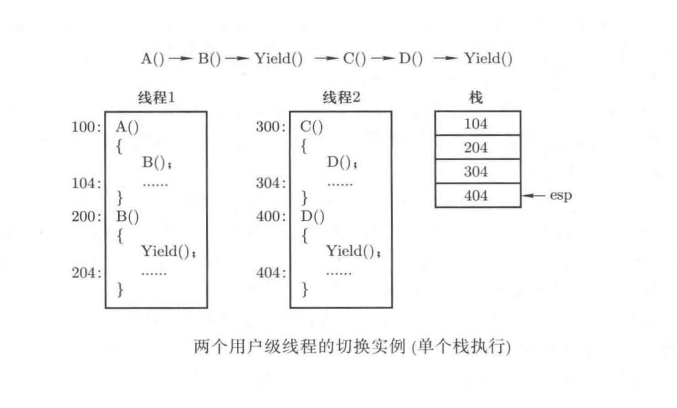 A() → B() → Yield() → C() → D() → Yield()
线程1 线程2 栈
100: A() 300: C() 104
{ {
B(); D(); 204
104: ...... 304: ...... 304
} }
200: B() 400: D() 404 ← esp
{ {
Yield(); Yield();
204: ...... 404: ......
} }
两个用户级线程的切换实例 (单个栈执行)